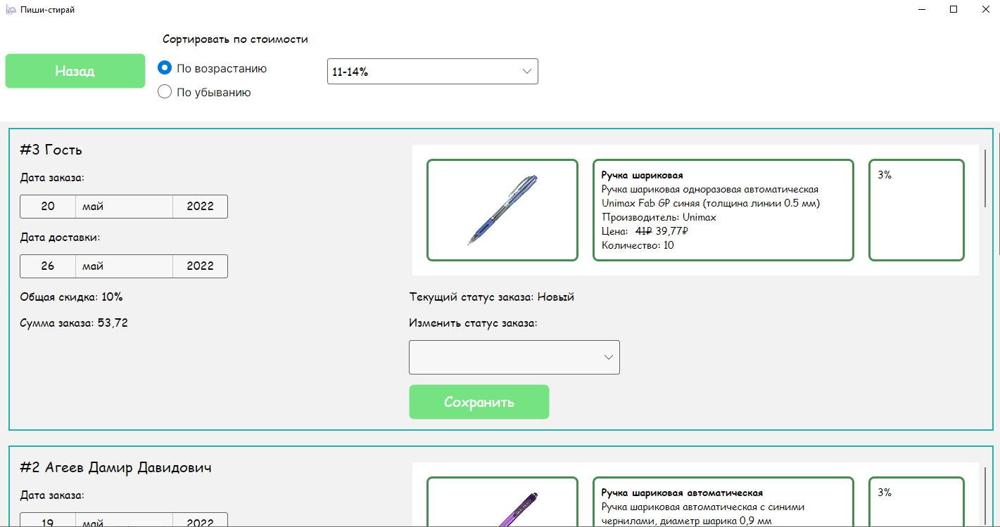 Пиши-стирай
Сортировать по стоимости
Назад
По возрастанию
11-14%
По убыванию
#3 Гость
Дата заказа:
20 май 2022
Дата доставки:
26 май 2022
Общая скидка: 10%
Сумма заказа: 53,72
Ручка шариковая
Ручка шариковая одноразовая автоматическая
Unimax Fab GP синяя (толщина линии 0.5 мм)
Производитель: Unimax
Цена: 41₽ 39,77₽
Количество: 10
3%
Текущий статус заказа: Новый
Изменить статус заказа:
Сохранить
#2 Агеев Дамир Давидович
Дата заказа:
19 май 2022
Ручка шариковая автоматическая
Ручка шариковая автоматическая с синими
чернилами, диаметр шарика 0,9 мм
3%